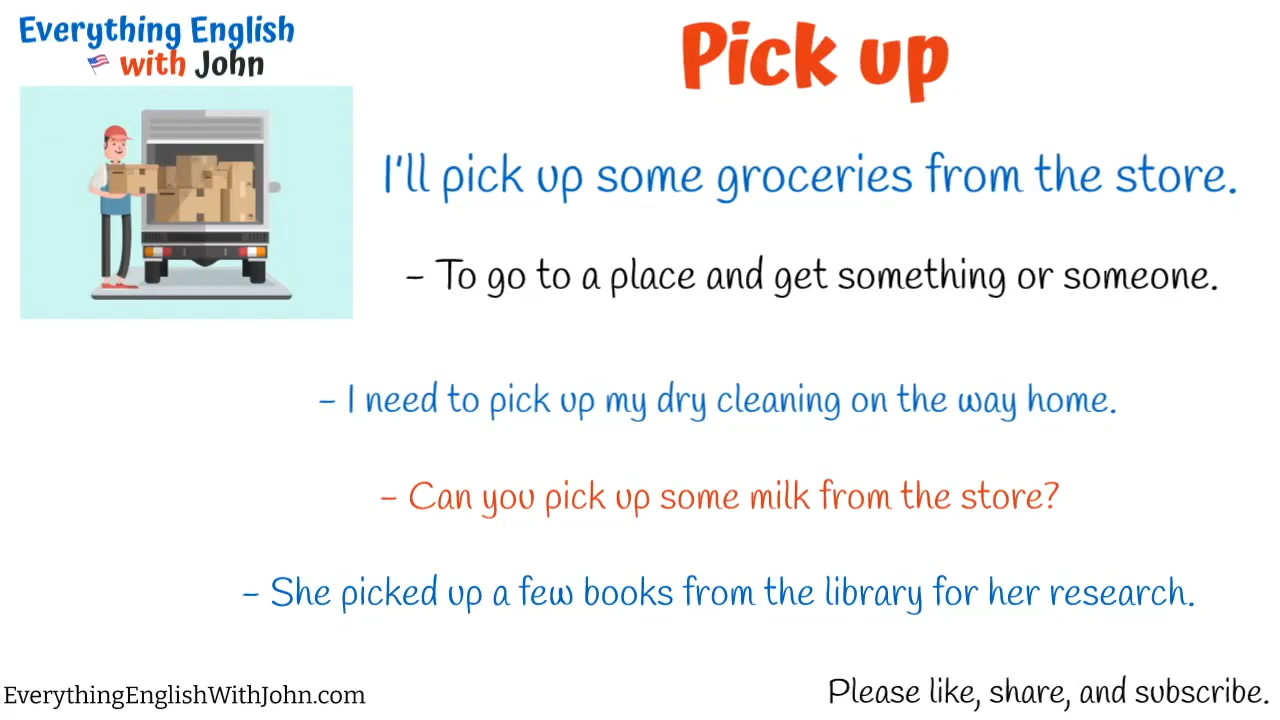 Everything English
with John
Pick up
I'll pick up some groceries from the store.
- To go to a place and get something or someone.
- I need to pick up my dry cleaning on the way home.
- Can you pick up some milk from the store?
- She picked up a few books from the library for her research.
EverythingEnglishWithJohn.com
Please like, share, and subscribe.